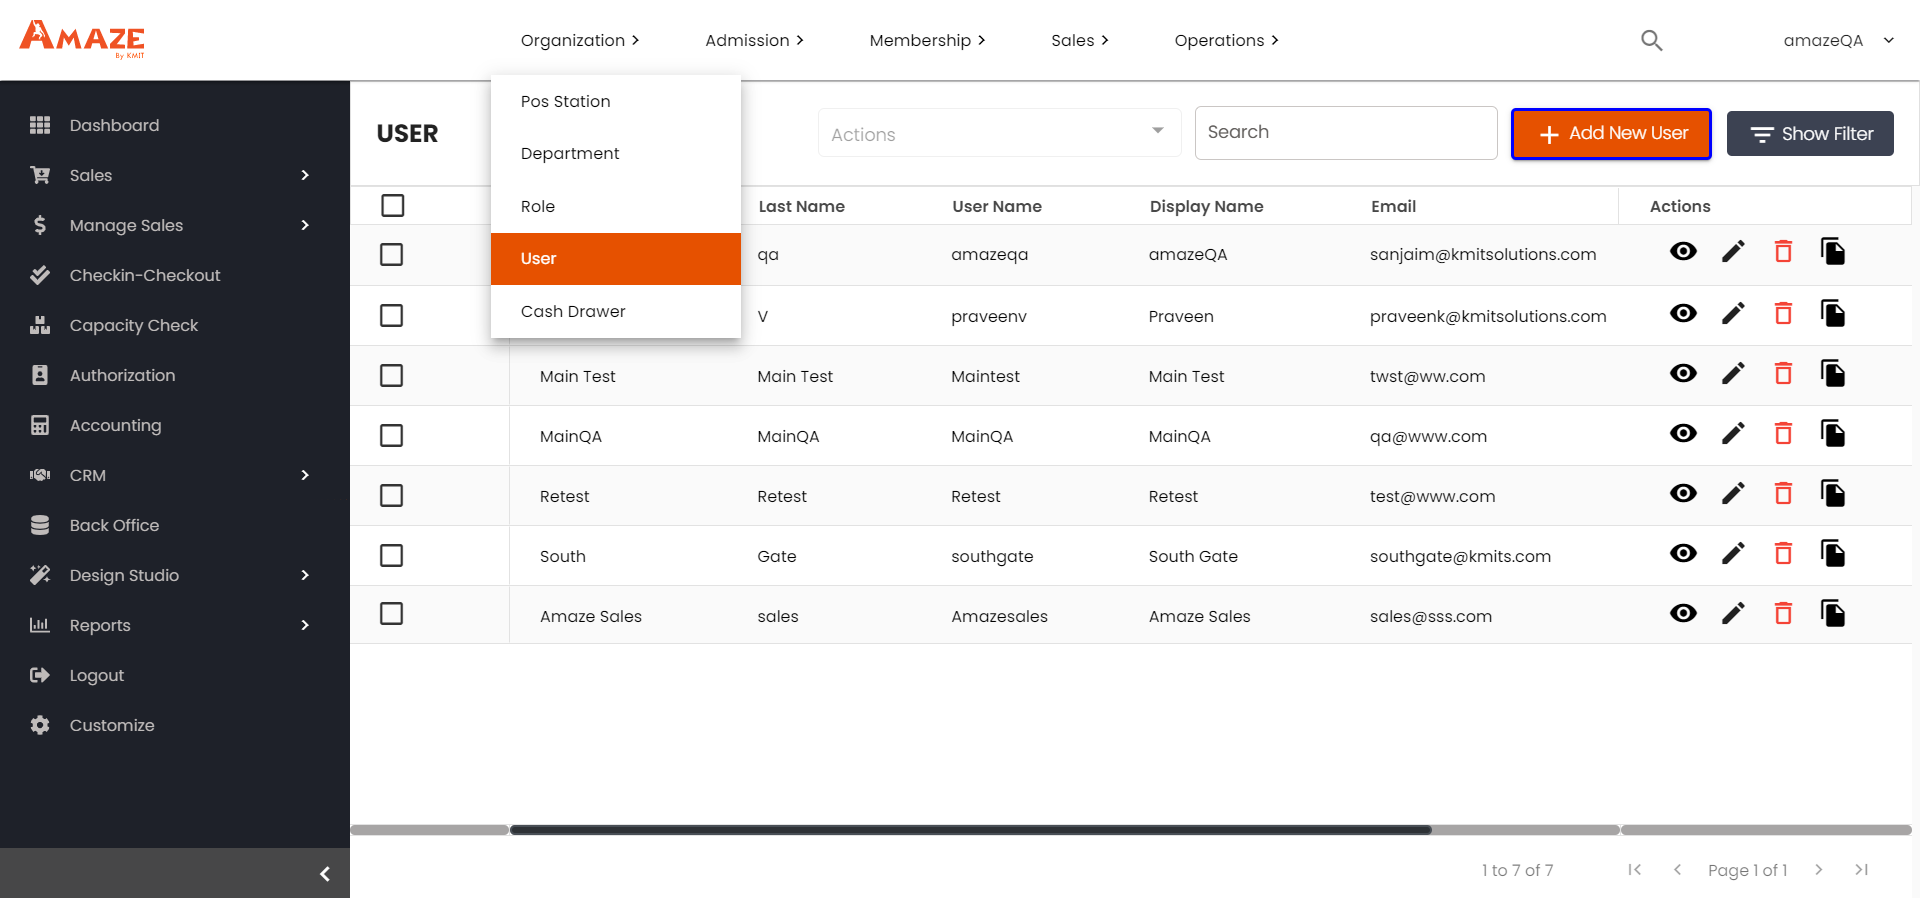 AMAZE
By KMIT
Organization
Admission
Membership
Sales
Operations
amazeQA
Dashboard
Sales
Manage Sales
Checkin-Checkout
Capacity Check
Authorization
Accounting
CRM
Back Office
Design Studio
Reports
Logout
Customize
Pos Station
Department
Role
User
Cash Drawer
USER
Actions
Search
Add New User
Show Filter
Last Name User Name Display Name Email Actions
qa amazeqa amazeQA sanjaim@kmitsolutions.com
V praveenv Praveen praveenk@kmitsolutions.com
Main Test Main Test Maintest Main Test twst@ww.com
MainQA MainQA MainQA MainQA qa@www.com
Retest Retest Retest Retest test@www.com
South Gate southgate South Gate southgate@kmits.com
Amaze Sales sales Amazesales Amaze Sales sales@sss.com
1 to 7 of 7
Page 1 of 1